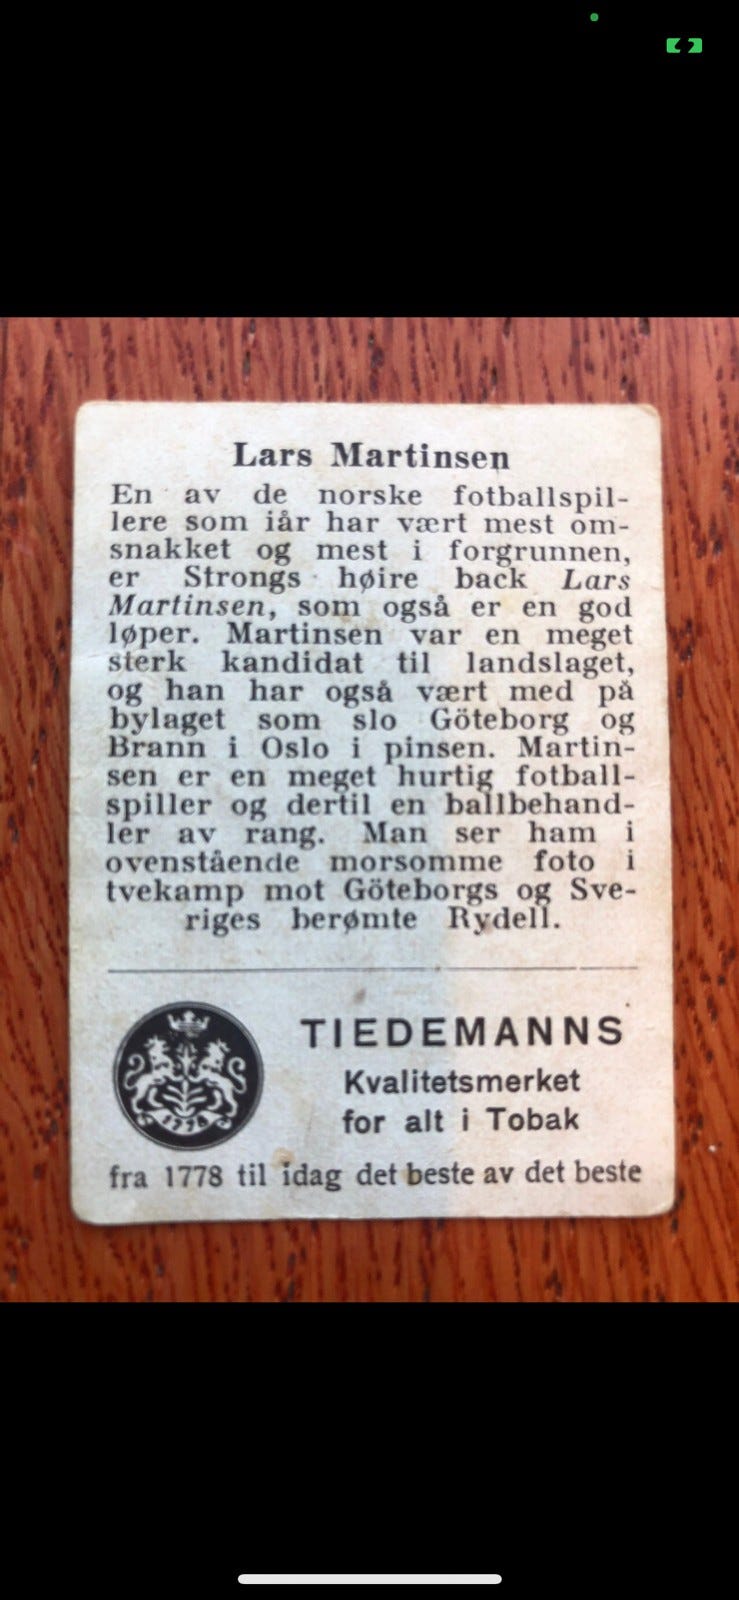 Lars Martinsen
En av de norske fotballspil-
lere som iår har vært mest om-
snakket og mest i forgrunnen,
er Strongs høire back Lars
Martinsen, som også er en god
løper. Martinsen var en meget
sterk kandidat til landslaget,
og han har også vært med på
bylaget som slo Göteborg og
Brann i Oslo i pinsen. Martin-
sen er en meget hurtig fotball-
spiller og dertil en ballbehand-
ler av rang. Man ser ham i
ovenstående morsomme foto i
tvekamp mot Göteborgs og Sve-
riges berømte Rydell.
1778
TIEDEMANNS
Kvalitetsmerket
for alt i Tobak
fra 1778 til idag det beste av det beste